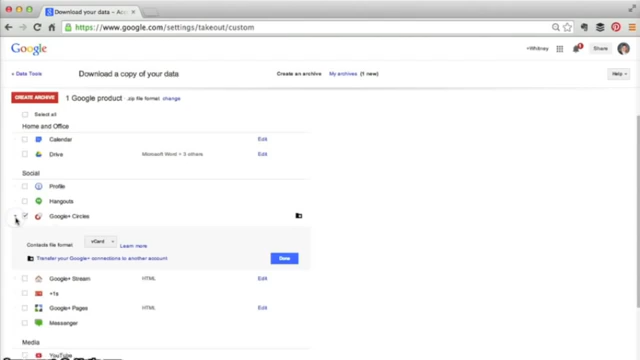 Download your data - Acc
https://www.google.com/settings/takeout/custom
Google
+Whitney
Share
< Data Tools
Download a copy of your data
Create an archive
My archives (1 new)
Help
CREATE ARCHIVE
1 Google product
.zip file format
change
Select all
Home and Office
Calendar
Edit
Drive
Microsoft Word + 3 others
Edit
Social
Profile
Hangouts
Google+ Circles
Contacts file format:
vCard
Learn more
Transfer your Google+ connections to another account
Done
Google+ Stream
HTML
Edit
+1s
Google+ Pages
HTML
Edit
Messenger
Media
YouTube